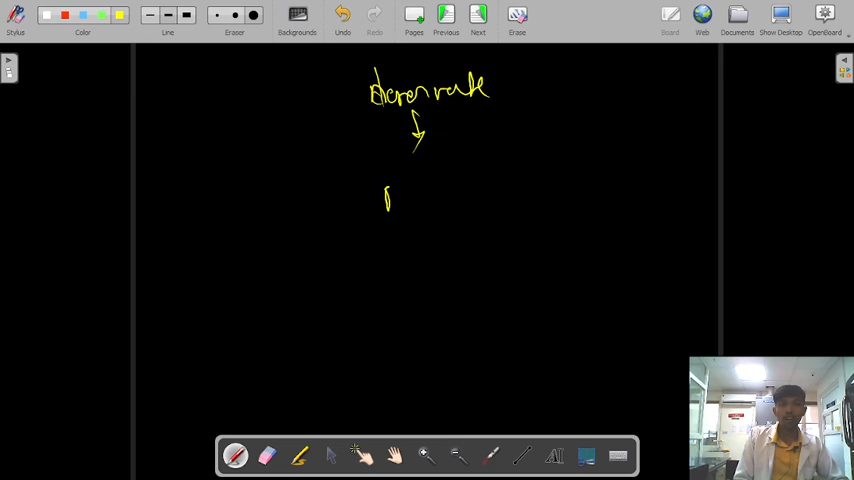 Stylus
Color
Line
Eraser
Backgrounds
Undo
Redo
Pages
Previous
Next
Erase
Board
Web
Documents
Show Desktop
OpenBoard